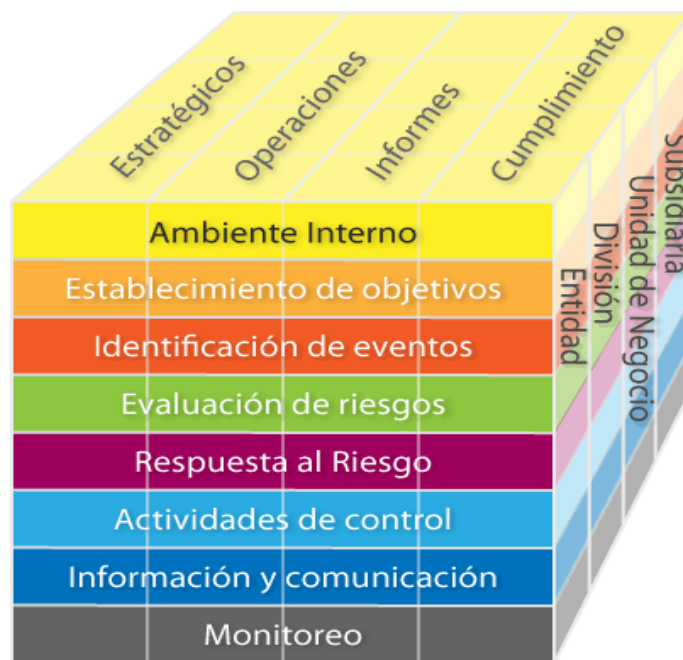 Estratégicos
Operaciones
Informes
Cumplimiento
Ambiente Interno
Establecimiento de objetivos
Identificación de eventos
Evaluación de riesgos
Respuesta al Riesgo
Actividades de control
Información y comunicación
Monitoreo
Entidad
División
Unidad de Negocio
Subsidiaria